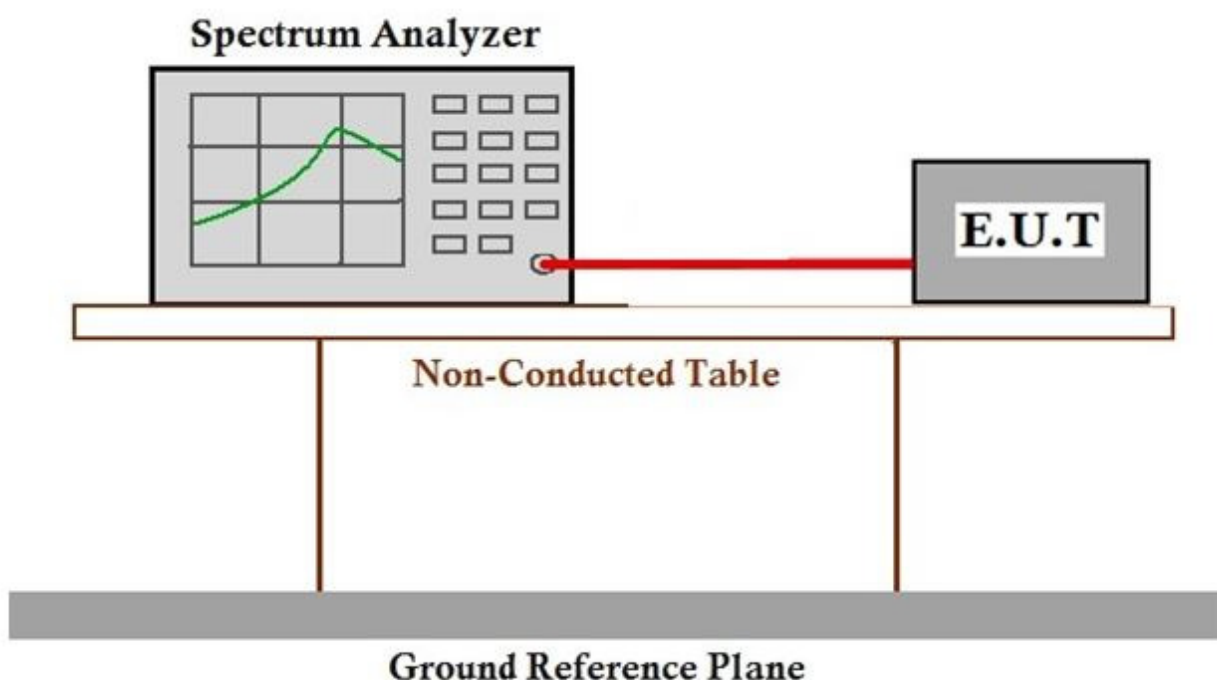 Spectrum Analyzer
E.U.T
Non-Conducted Table
Ground Reference Plane